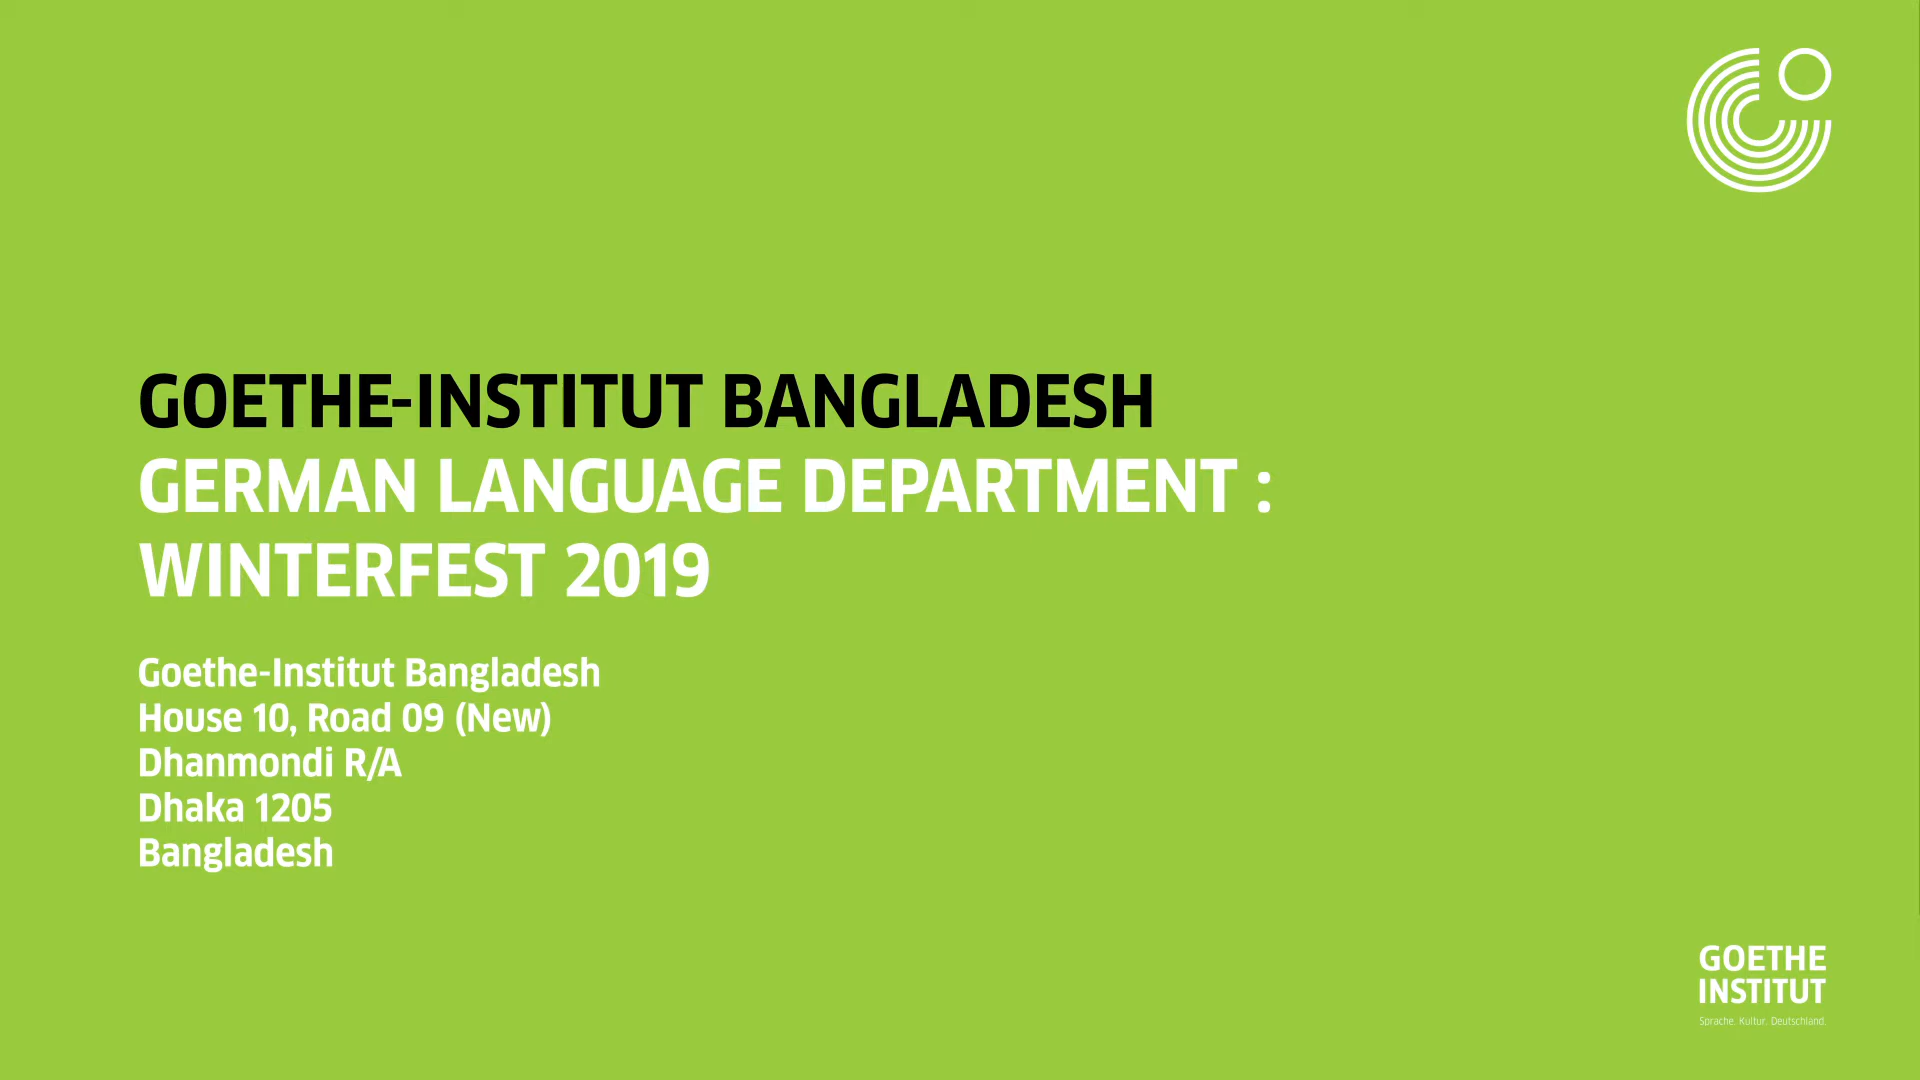 GOETHE-INSTITUT BANGLADESH
GERMAN LANGUAGE DEPARTMENT :
WINTERFEST 2019
Goethe-Institut Bangladesh
House 10, Road 09 (New)
Dhanmondi R/A
Dhaka 1205
Bangladesh
GOETHE
INSTITUT
Sprache. Kultur. Deutschland.